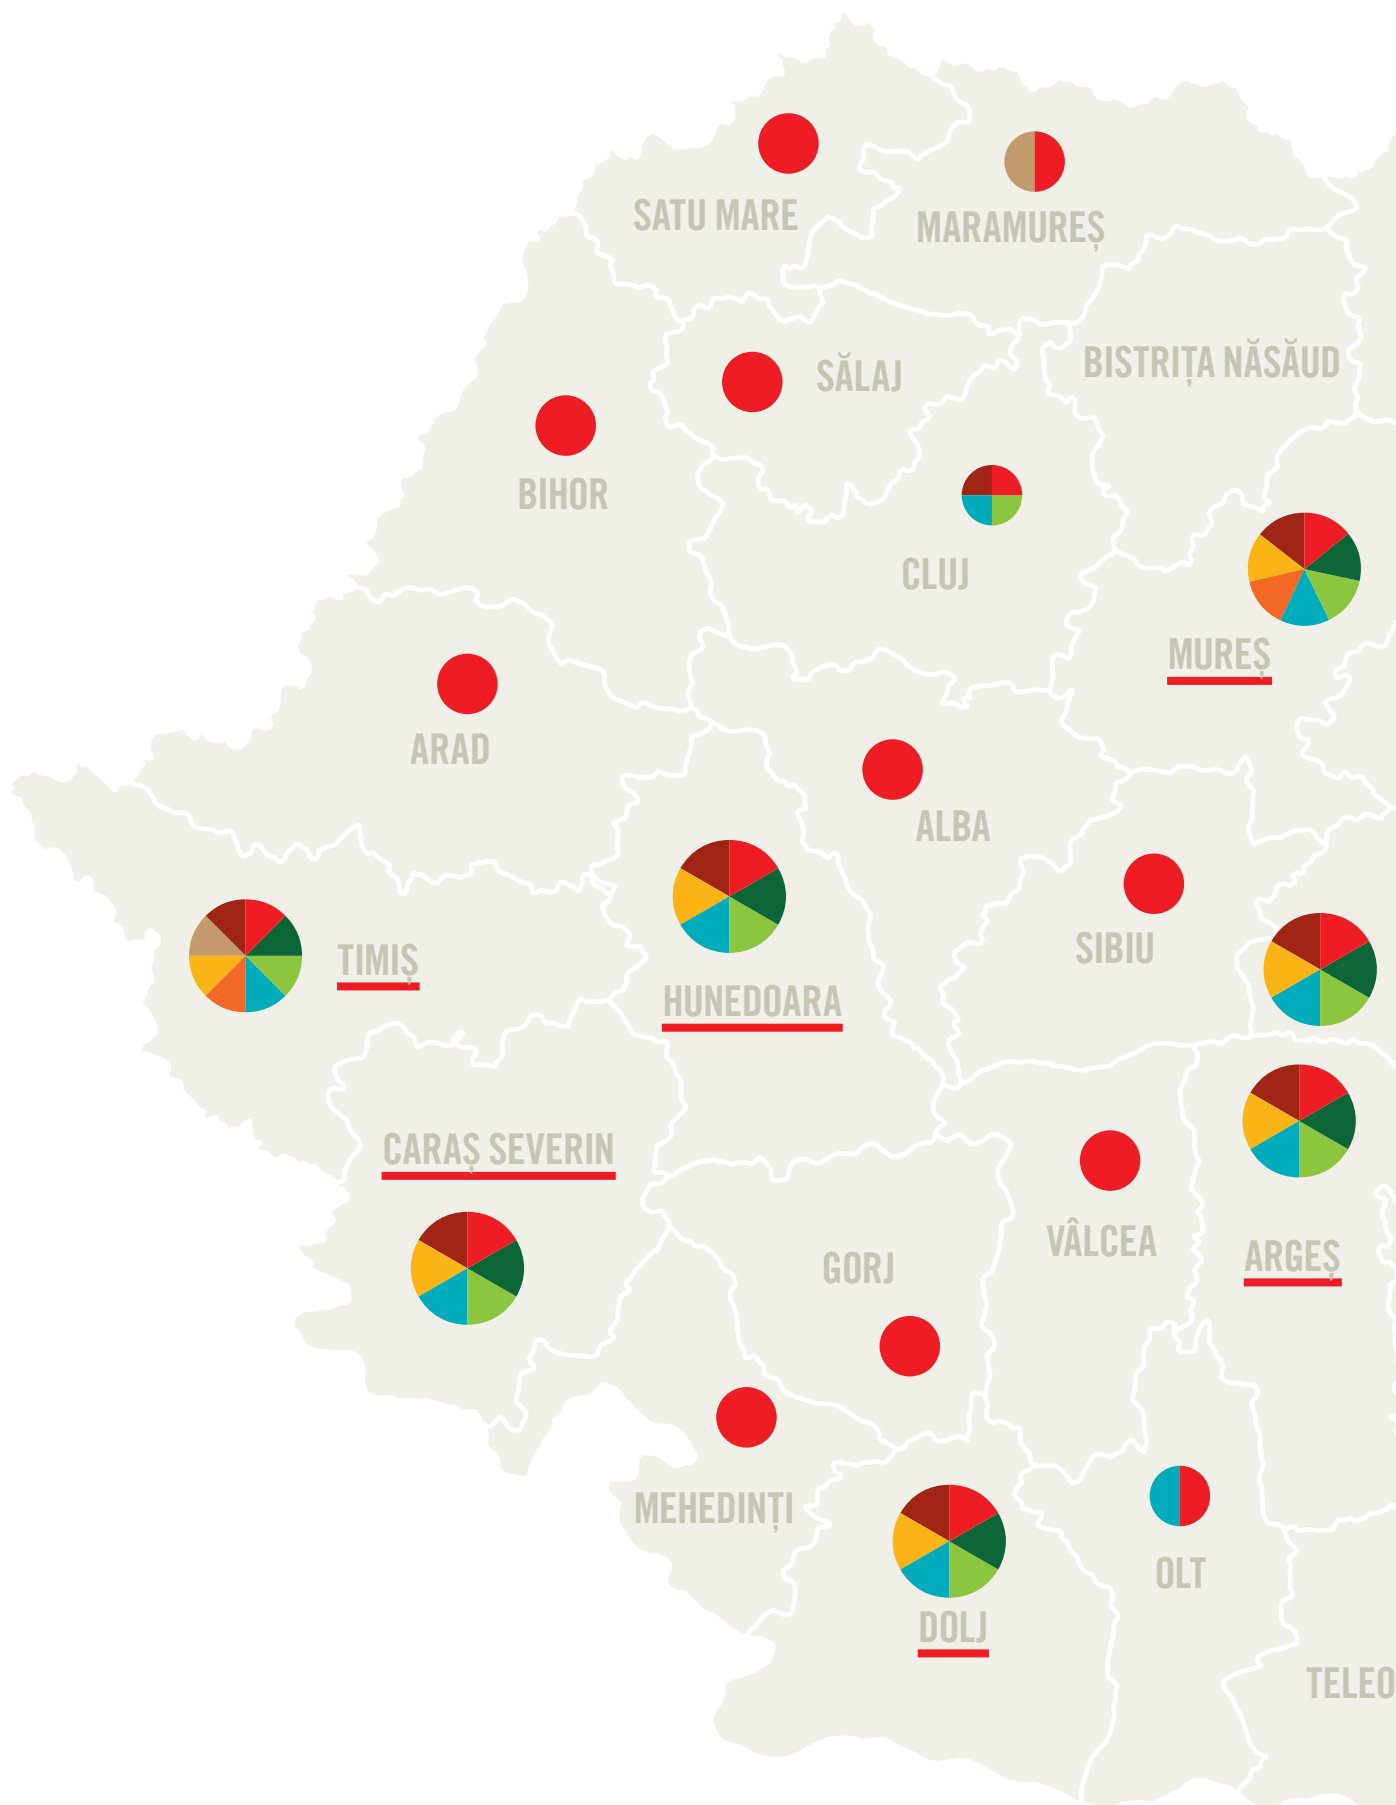 SATU MARE
MARAMUREȘ
BISTRIȚA NĂSĂUD
SĂLAJ
BIHOR
CLUJ
MUREȘ
ARAD
ALBA
SIBIU
TIMIȘ
HUNEDOARA
CARAȘ SEVERIN
VÂLCEA
ARGEȘ
GORJ
MEHEDINȚI
OLT
DOLJ
TELEO